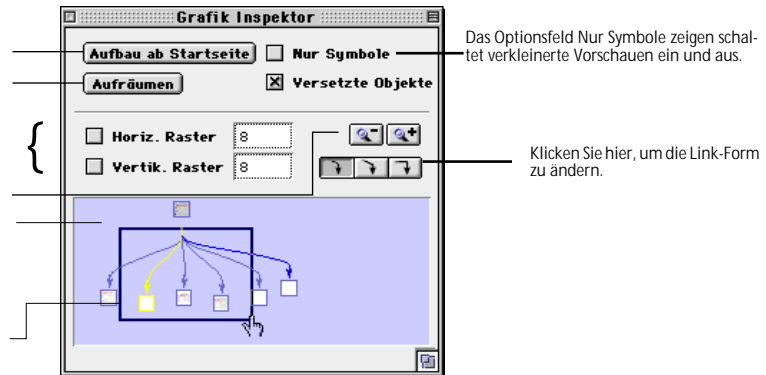 Grafik Inspektor
Aufbau ab Startseite
Nur Symbole
Das Optionsfeld Nur Symbole zeigen schal-
tet verkleinerte Vorschauen ein und aus.
Aufräumen
Versetzte Objekte
Horiz. Raster 8
Vertik. Raster 8
Klicken Sie hier, um die Link-Form
zu ändern.